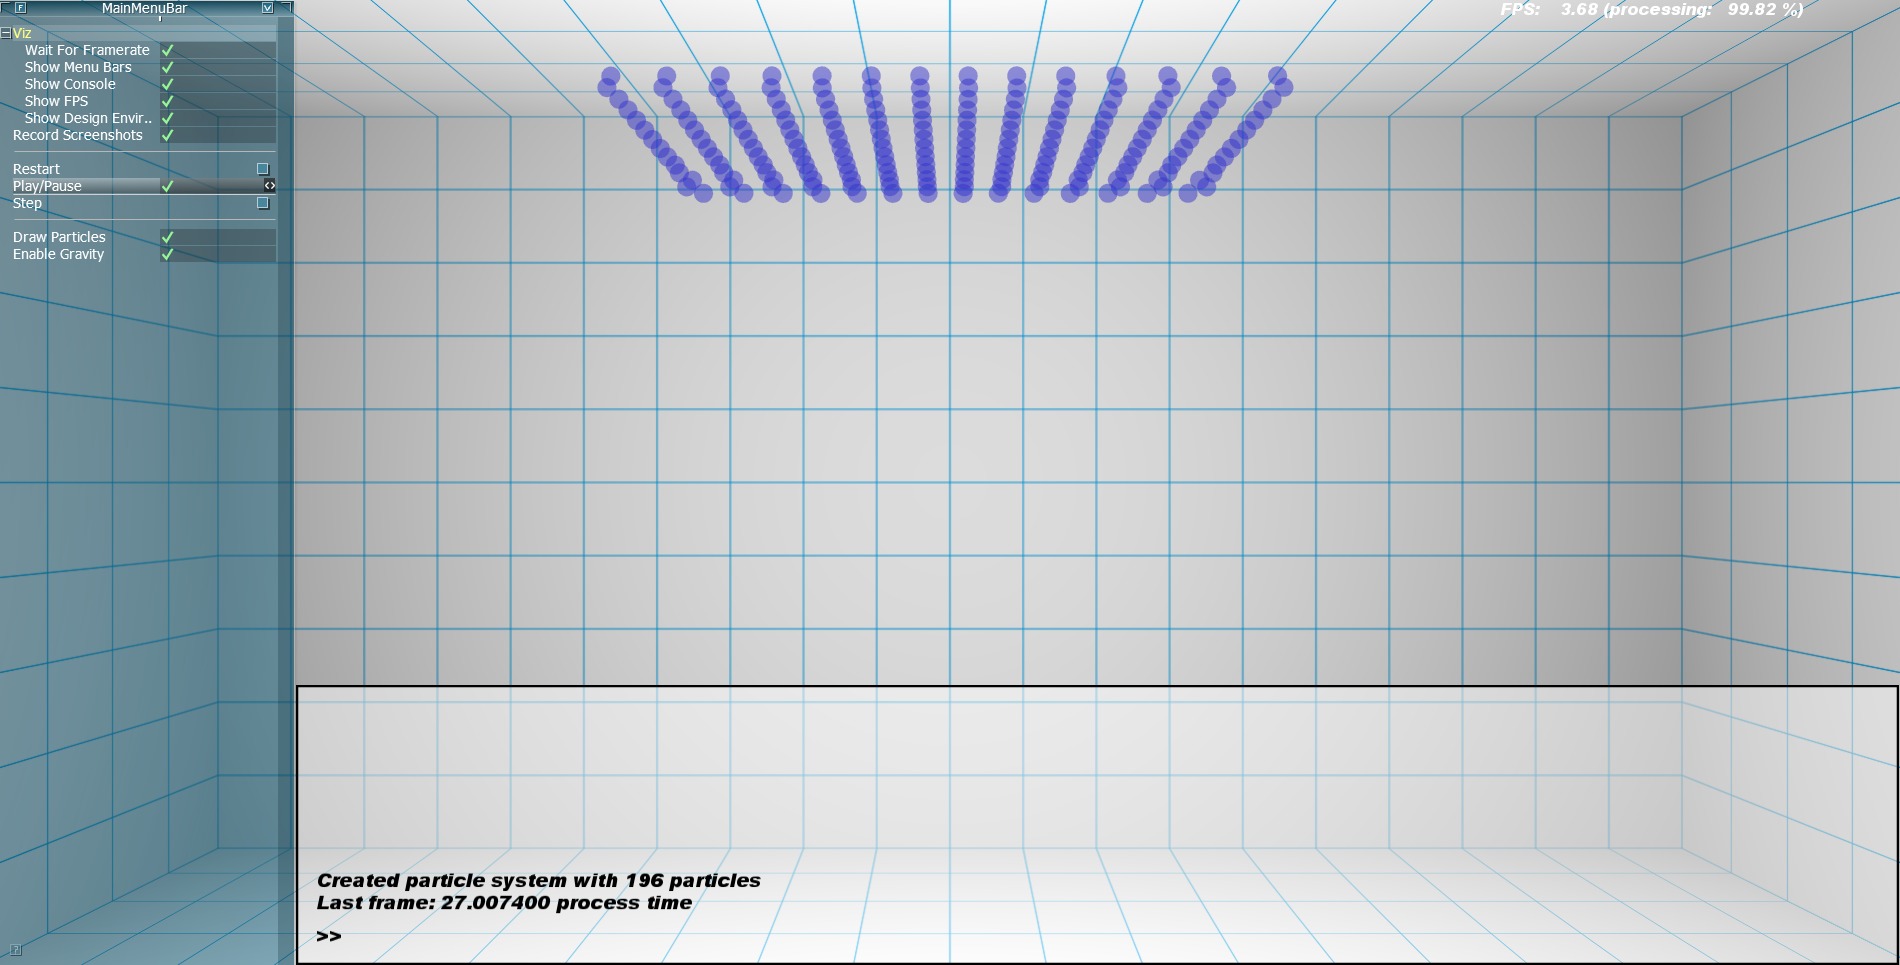 MainMenuBar
FPS: 3.68 (processing: 99.82 %)
Viz
Wait For Framerate
Show Menu Bars
Show Console
Show FPS
Show Design Envir..
Record Screenshots
Restart
Play/Pause
Step
Draw Particles
Enable Gravity
Created particle system with 196 particles
Last frame: 27.007400 process time
>>